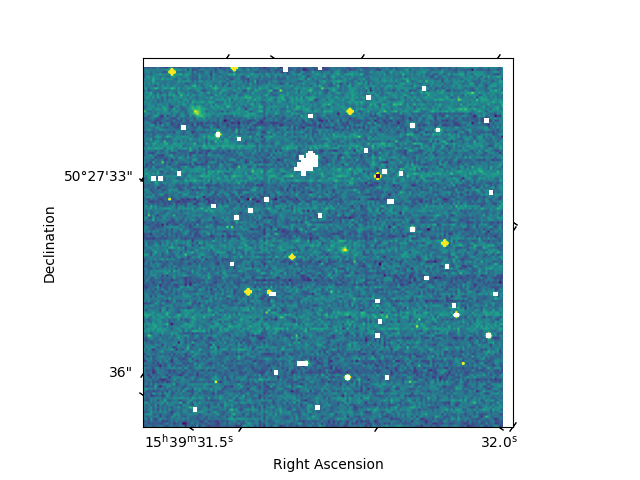 Declination
50°27'33"
36"
15ʰ39ᵐ31.5ˢ
32.0ˢ
Right Ascension